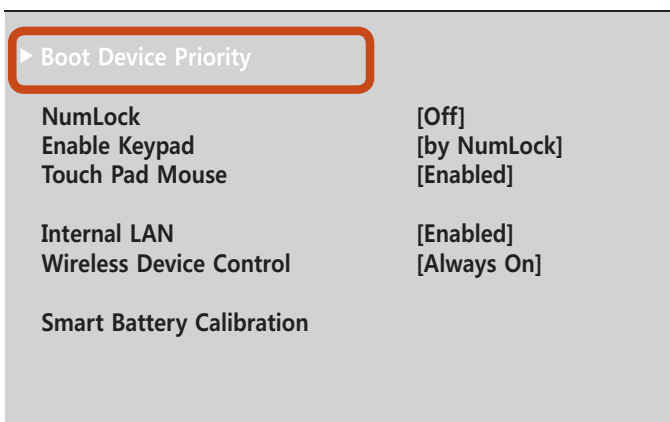 ▶ Boot Device Priority
NumLock [Off]
Enable Keypad [by NumLock]
Touch Pad Mouse [Enabled]
Internal LAN [Enabled]
Wireless Device Control [Always On]
Smart Battery Calibration